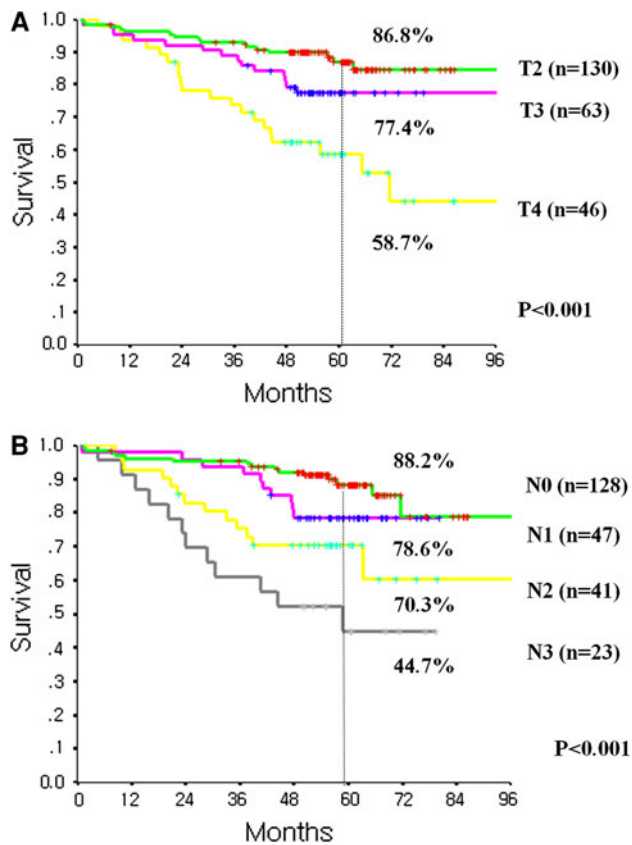 A
1.0
.9
.8
.7
.6
.5
.4
.3
.2
.1
0.0
Survival
86.8%
77.4%
58.7%
T2 (n=130)
T3 (n=63)
T4 (n=46)
P<0.001
0 12 24 36 48 60 72 84 96
Months
B
1.0
.9
.8
.7
.6
.5
.4
.3
.2
.1
0.0
Survival
88.2%
78.6%
70.3%
44.7%
N0 (n=128)
N1 (n=47)
N2 (n=41)
N3 (n=23)
P<0.001
0 12 24 36 48 60 72 84 96
Months